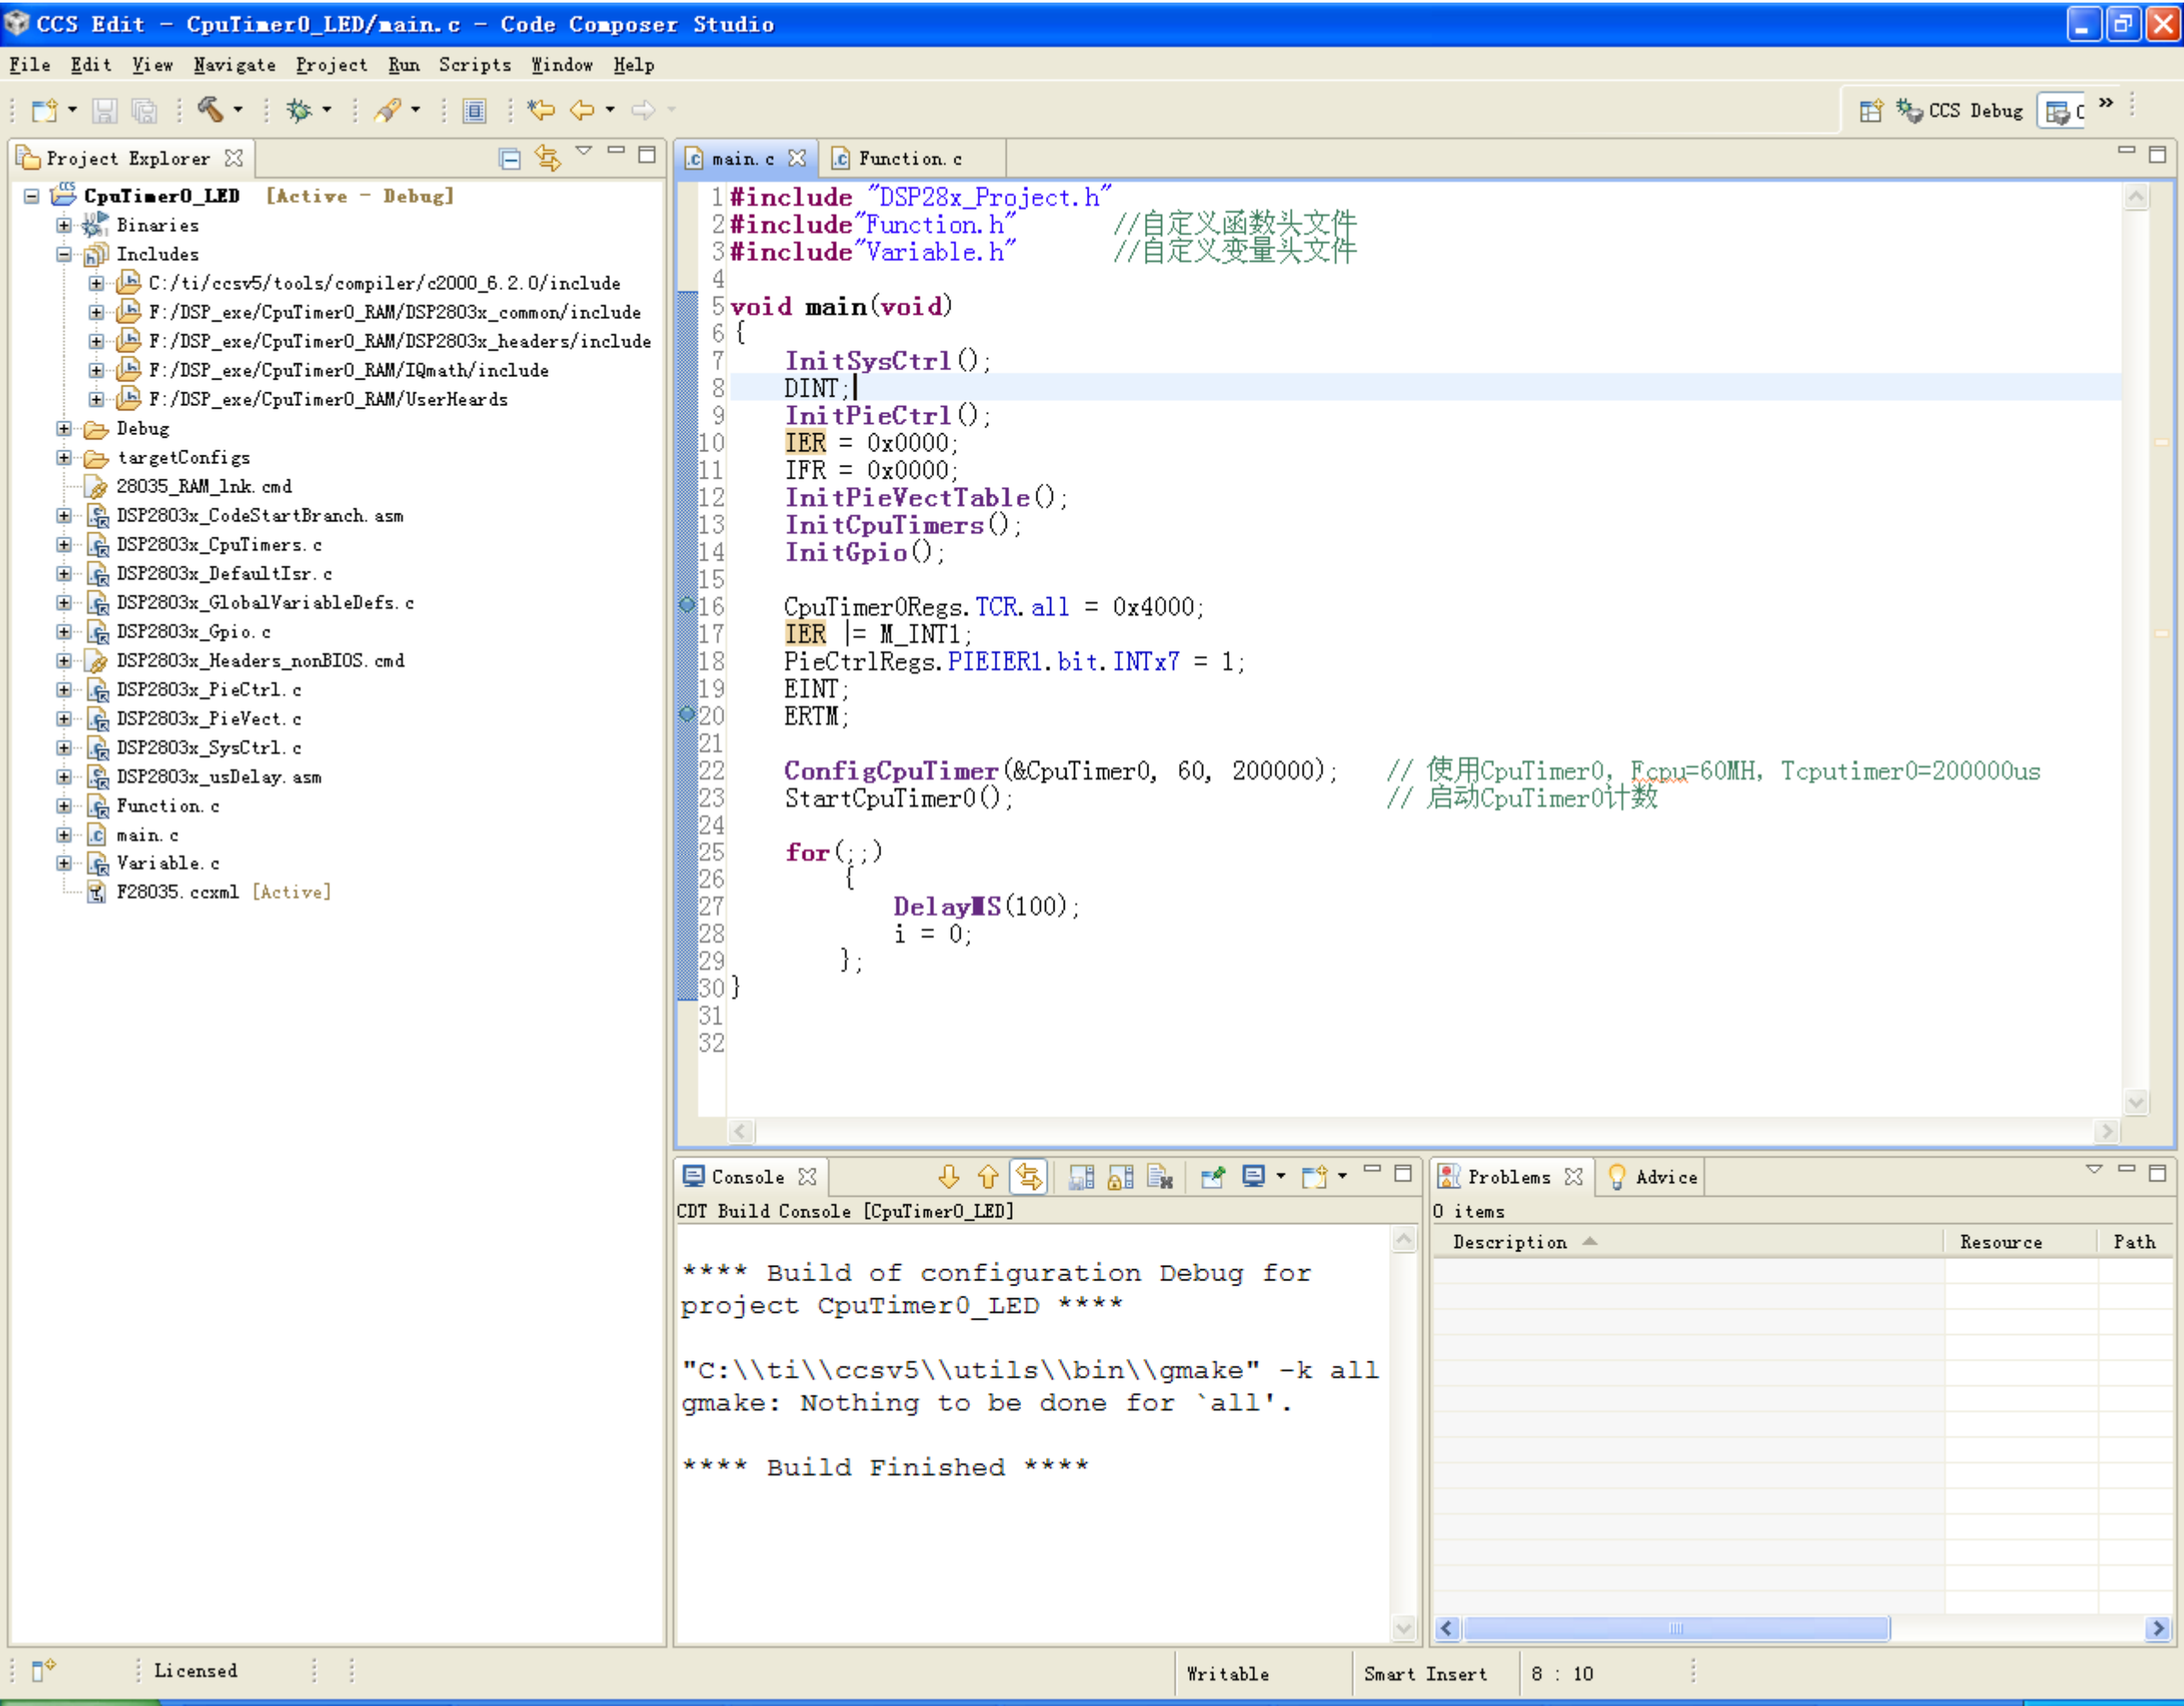 CCS Edit - CpuTimer0_LED/main.c - Code Composer Studio
File Edit View Navigate Project Run Scripts Window Help
CCS Debug
Project Explorer
CpuTimer0_LED [Active - Debug]
Binaries
Includes
C:/ti/ccsv5/tools/compiler/c2000_6.2.0/include
F:/DSP_exe/CpuTimer0_RAM/DSP2803x_common/include
F:/DSP_exe/CpuTimer0_RAM/DSP2803x_headers/include
F:/DSP_exe/CpuTimer0_RAM/IQmath/include
F:/DSP_exe/CpuTimer0_RAM/UserHeards
Debug
targetConfigs
28035_RAM_lnk.cmd
DSP2803x_CodeStartBranch.asm
DSP2803x_CpuTimers.c
DSP2803x_DefaultIsr.c
DSP2803x_GlobalVariableDefs.c
DSP2803x_Gpio.c
DSP2803x_Headers_nonBIOS.cmd
DSP2803x_PieCtrl.c
DSP2803x_PieVect.c
DSP2803x_SysCtrl.c
DSP2803x_usDelay.asm
Function.c
main.c
Variable.c
F28035.ccxml [Active]
main.c Function.c
1 #include "DSP28x_Project.h"
2 #include"Function.h" //自定义函数头文件
3 #include"Variable.h" //自定义变量头文件
4
5 void main(void)
6 {
7 InitSysCtrl();
8 DINT;
9 InitPieCtrl();
10 IER = 0x0000;
11 IFR = 0x0000;
12 InitPieVectTable();
13 InitCpuTimers();
14 InitGpio();
15
16 CpuTimer0Regs.TCR.all = 0x4000;
17 IER |= M_INT1;
18 PieCtrlRegs.PIEIER1.bit.INTx7 = 1;
19 EINT;
20 ERTM;
21
22 ConfigCpuTimer(&CpuTimer0, 60, 200000); // 使用CpuTimer0, Fcpu=60MH, Tcputimer0=200000us
23 StartCpuTimer0(); // 启动CpuTimer0计数
24
25 for(;;)
26 {
27 DelayMS(100);
28 i = 0;
29 };
30 }
31
32
Console
CDT Build Console [CpuTimer0_LED]
**** Build of configuration Debug for
project CpuTimer0_LED ****
"C:\\ti\\ccsv5\\utils\\bin\\gmake" -k all
gmake: Nothing to be done for `all'.
**** Build Finished ****
Problems Advice
0 items
Description Resource Path
Licensed Writable Smart Insert 8 : 10